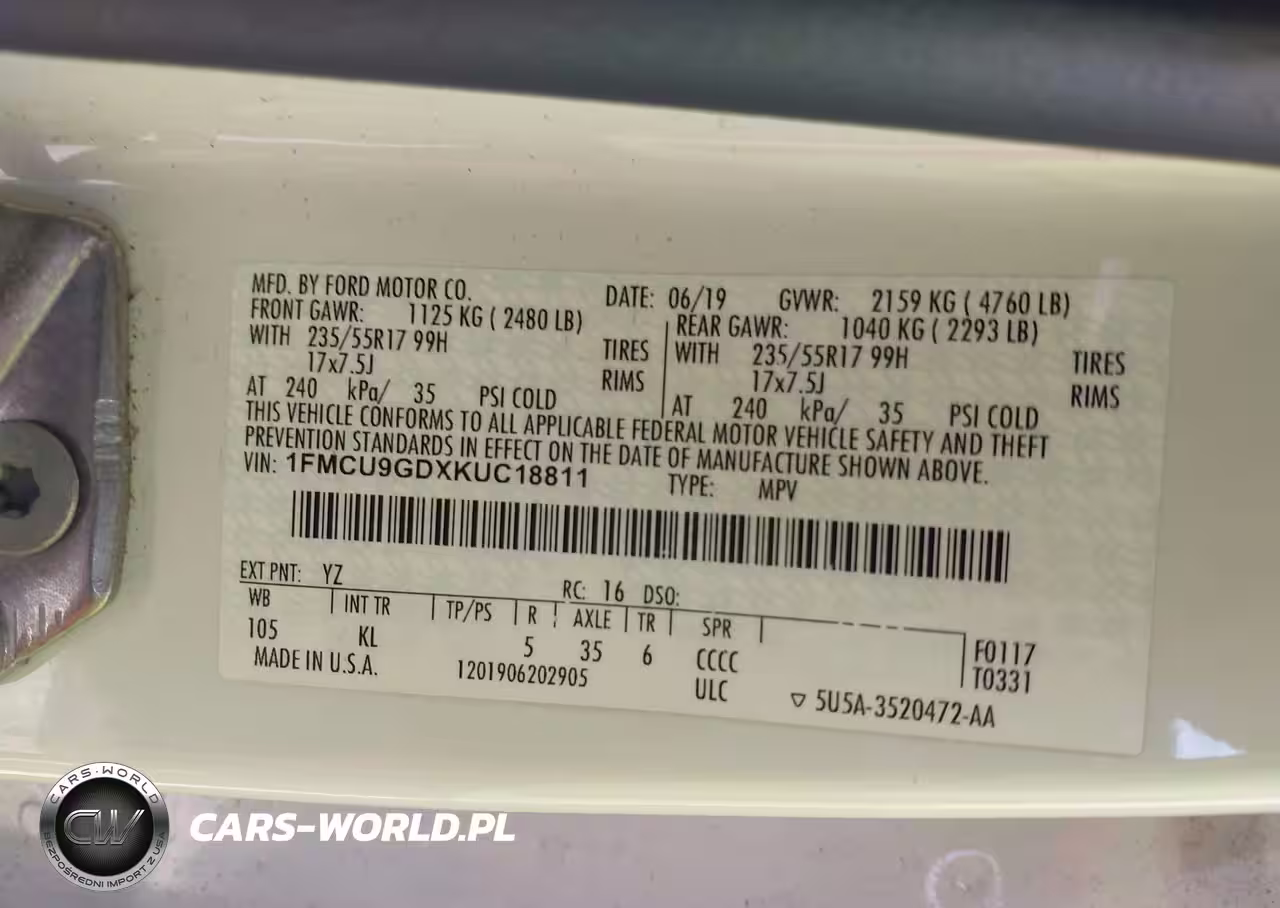 MFD. BY FORD MOTOR CO. DATE: 06/19 GVWR: 2159 KG ( 4760 LB)
FRONT GAWR: 1125 KG ( 2480 LB) REAR GAWR: 1040 KG ( 2293 LB)
WITH 235/55R17 99H TIRES WITH 235/55R17 99H TIRES
17x7.5J RIMS 17x7.5J RIMS
AT 240 kPa/ 35 PSI COLD AT 240 kPa/ 35 PSI COLD
THIS VEHICLE CONFORMS TO ALL APPLICABLE FEDERAL MOTOR VEHICLE SAFETY AND THEFT
PREVENTION STANDARDS IN EFFECT ON THE DATE OF MANUFACTURE SHOWN ABOVE.
VIN: 1FMCU9GDXKUC18811 TYPE: MPV
EXT PNT: YZ RC: 16 DSO:
WB INT TR TP/PS R AXLE TR SPR
105 KL 5 35 6 CCCC F0117
MADE IN U.S.A. 1201906202905 ULC T0331
▽ 5U5A-3520472-AA
CARS-WORLD
CW
BEZPOŚREDNI IMPORT Z USA
CARS-WORLD.PL